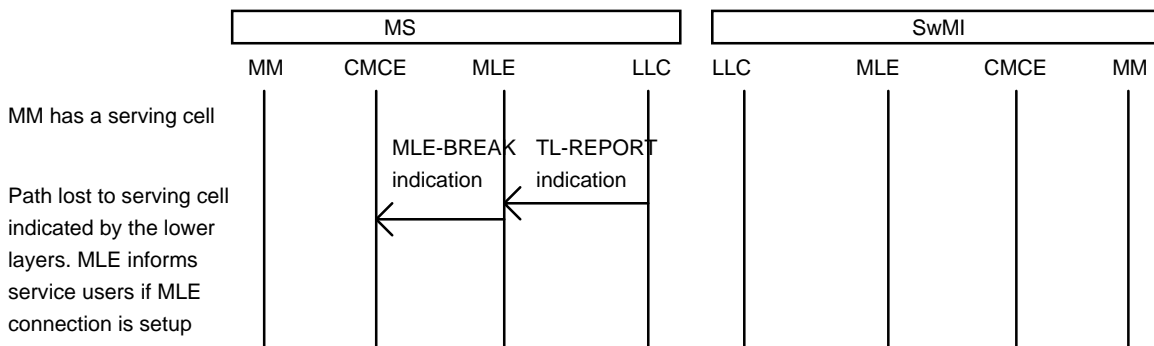 MS SwMI
MM CMCE MLE LLC LLC MLE CMCE MM
MM has a serving cell
MLE-BREAK TL-REPORT
indication indication
Path lost to serving cell
indicated by the lower
layers. MLE informs
service users if MLE
connection is setup